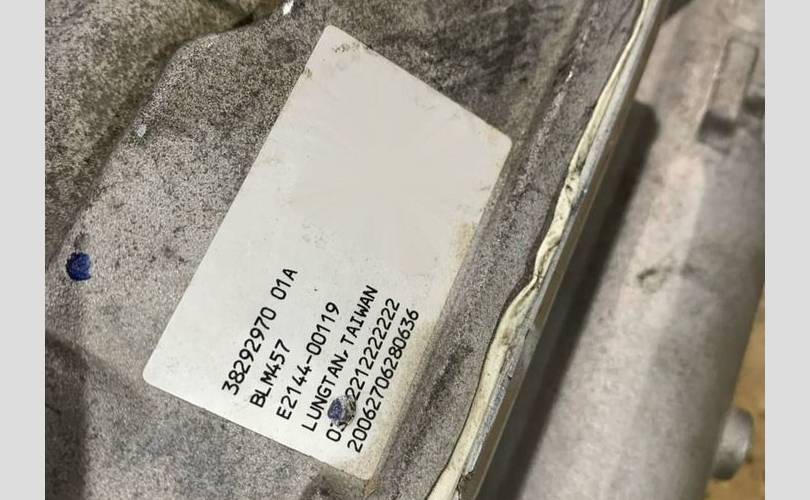 38292970 01A
BLM457
E2144-00119
LUNGTAN, TAIWAN
20062706280636